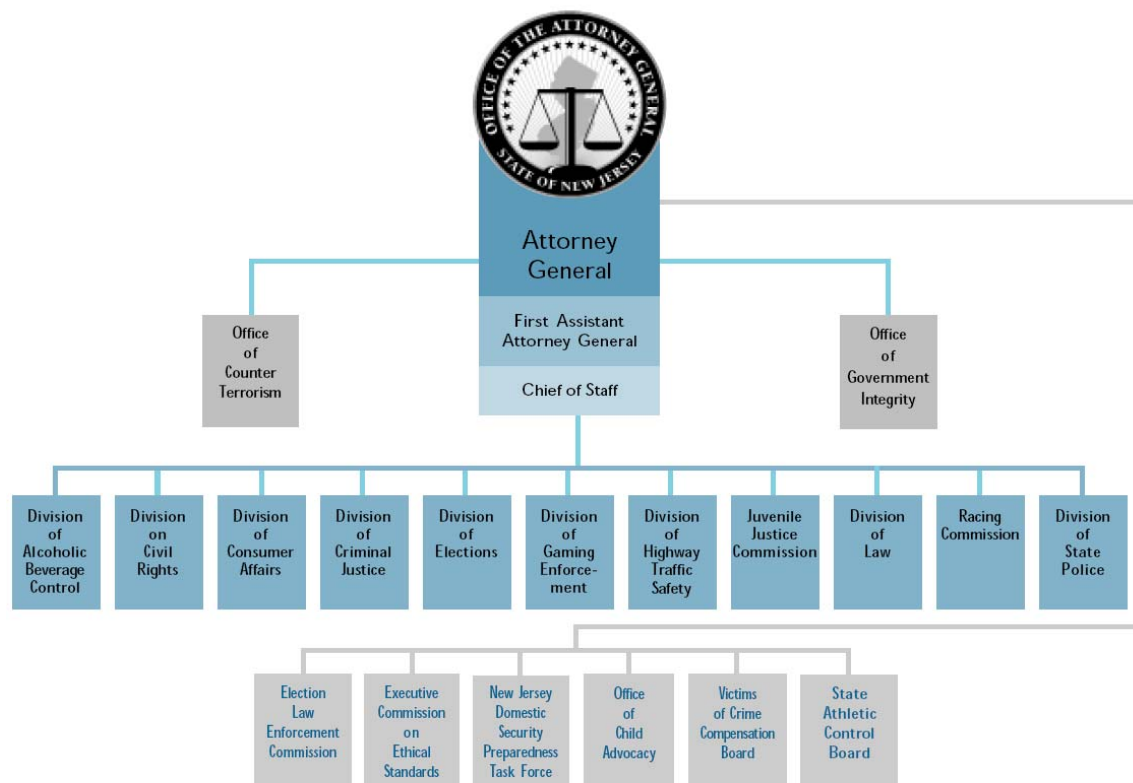 OFFICE OF THE ATTORNEY GENERAL
STATE OF NEW JERSEY
Attorney
General
First Assistant
Attorney General
Chief of Staff
Office
of
Counter
Terrorism
Office
of
Government
Integrity
Division
of
Alcoholic
Beverage
Control
Division
on
Civil
Rights
Division
of
Consumer
Affairs
Division
of
Criminal
Justice
Division
of
Elections
Division
of
Gaming
Enforce-
ment
Division
of
Highway
Traffic
Safety
Juvenile
Justice
Commission
Division
of
Law
Racing
Commission
Division
of
State
Police
Election
Law
Enforcement
Commission
Executive
Commission
on
Ethical
Standards
New Jersey
Domestic
Security
Preparedness
Task Force
Office
of
Child
Advocacy
Victims
of Crime
Compensation
Board
State
Athletic
Control
Board